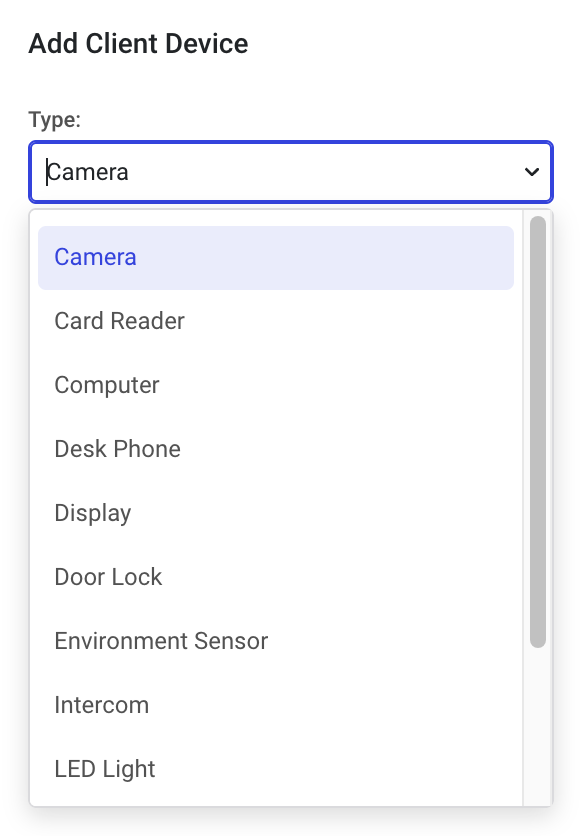 Add Client Device
Type:
Camera
Camera
Card Reader
Computer
Desk Phone
Display
Door Lock
Environment Sensor
Intercom
LED Light